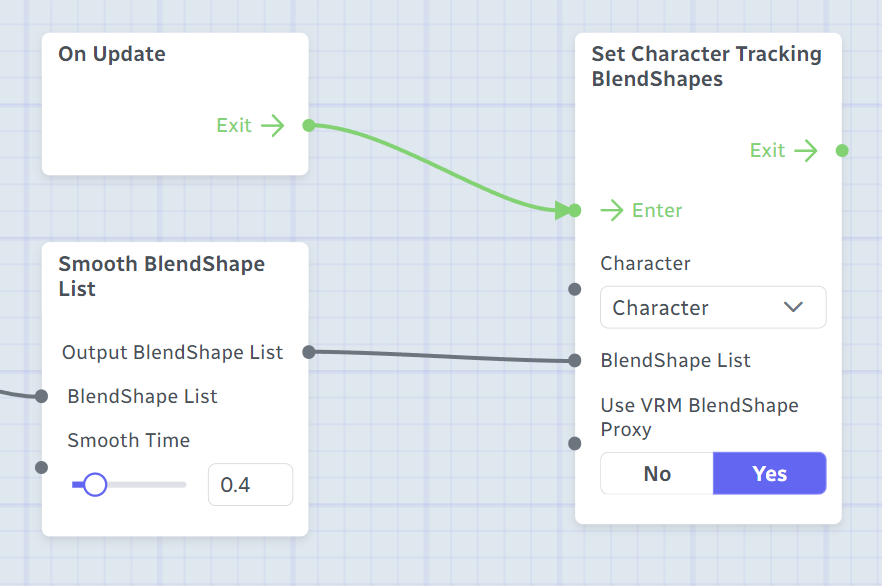 On Update
Exit
Set Character Tracking
BlendShapes
Exit
Enter
Character
Character
BlendShape List
Use VRM BlendShape
Proxy
No
Yes
Smooth BlendShape
List
Output BlendShape List
BlendShape List
Smooth Time
0.4